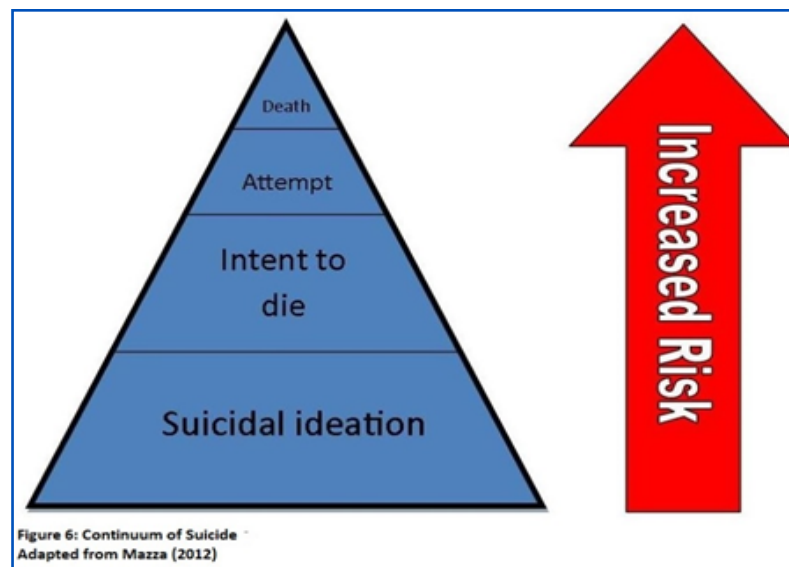 Death
Attempt
Intent to
die
Suicidal ideation
Increased Risk
Figure 6: Continuum of Suicide
Adapted from Mazza (2012)